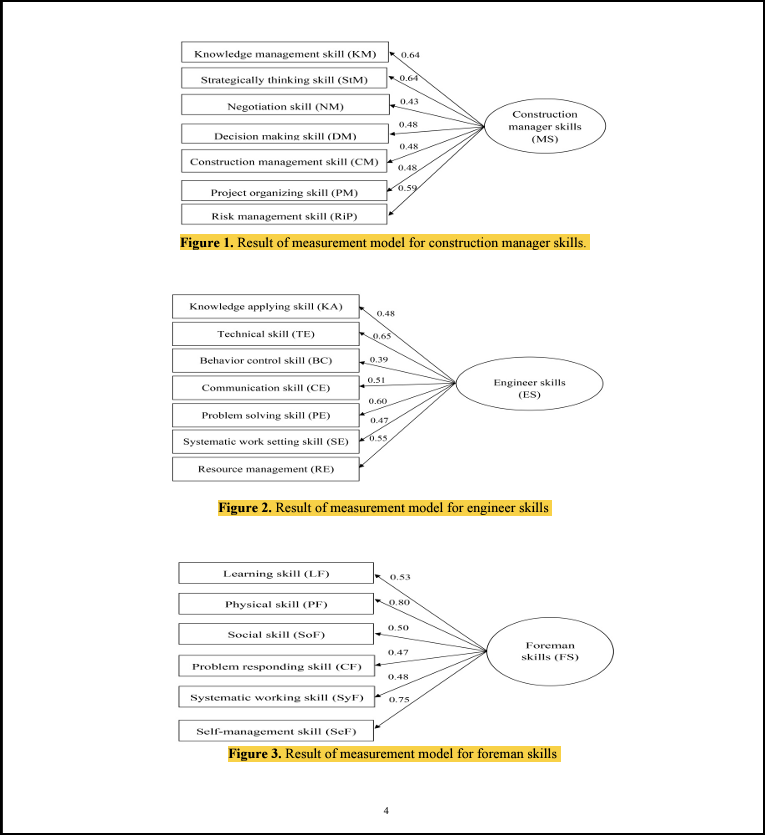 Knowledge management skill (KM)
0.64
Strategically thinking skill (StM)
0.64
Negotiation skill (NM)
0.43
Decision making skill (DM)
0.48
Construction management skill (CM)
0.48
Project organizing skill (PM)
0.48
Risk management skill (RiP)
0.59
Construction
manager skills
(MS)
Figure 1. Result of measurement model for construction manager skills.
Knowledge applying skill (KA)
0.48
Technical skill (TE)
0.65
Behavior control skill (BC)
0.39
Communication skill (CE)
0.51
Problem solving skill (PE)
0.60
Systematic work setting skill (SE)
0.47
Resource management (RE)
0.55
Engineer skills
(ES)
Figure 2. Result of measurement model for engineer skills
Learning skill (LF)
0.53
Physical skill (PF)
0.80
Social skill (SoF)
0.50
Problem responding skill (CF)
0.47
Systematic working skill (SyF)
0.48
Self-management skill (SeF)
0.75
Foreman
skills (FS)
Figure 3. Result of measurement model for foreman skills
4